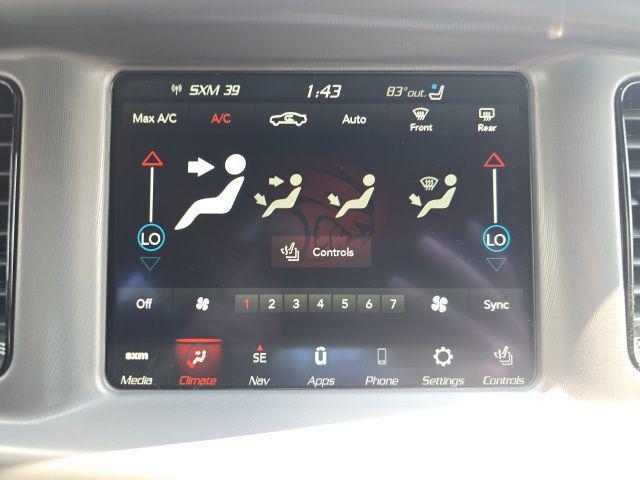 SXM 39 1:43 83°out.
Max A/C A/C Auto Front Rear
LO LO
Controls
Off 1 2 3 4 5 6 7 Sync
sxm SE
Media Climate Nav Apps Phone Settings Controls